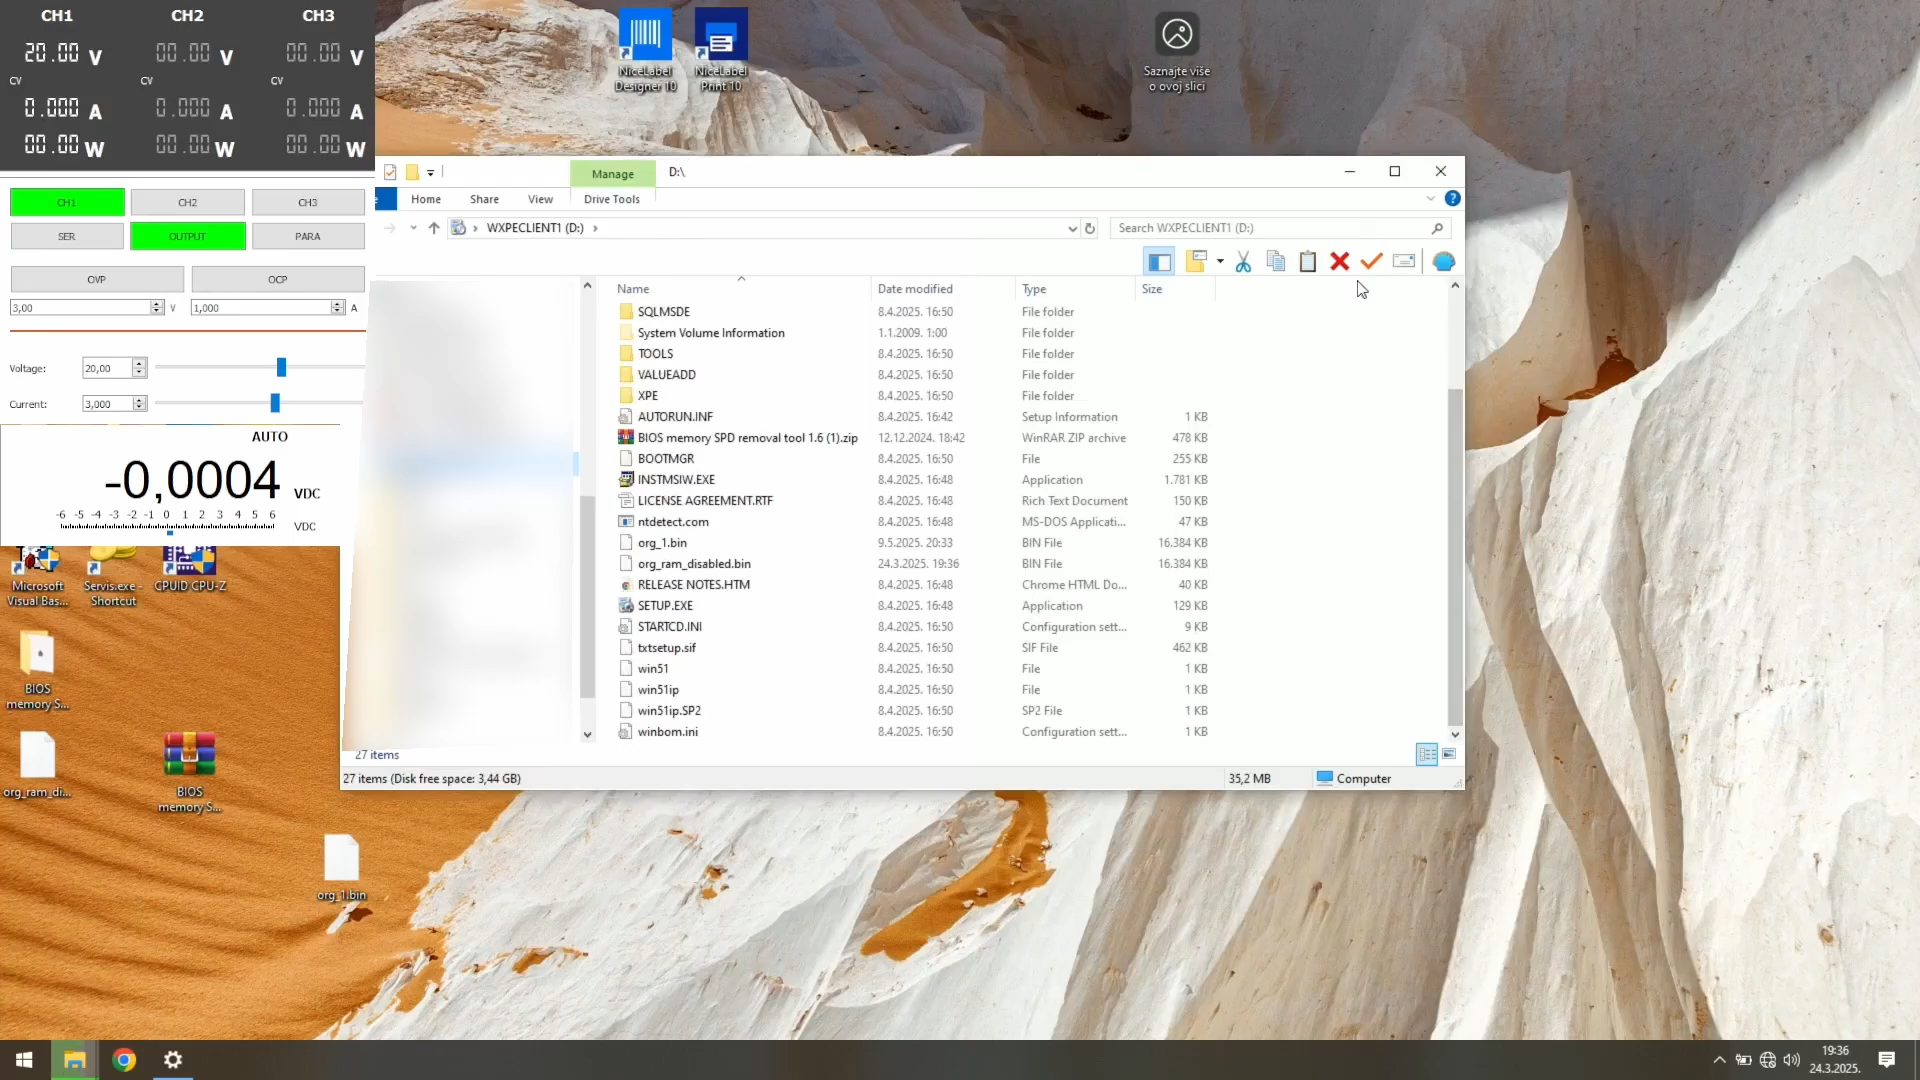 CH1 CH2 CH3
20.00 V 00.00 V 00.00 V
CV CV CV
0.000 A 0.000 A 0.000 A
00.00 W 00.00 W 00.00 W
CH1 CH2 CH3
SER OUTPUT PARA
OVP OCP
3,00 V 1,000 A
Voltage: 20,00
Current: 3,000
AUTO
-0,0004 VDC
-6 -5 -4 -3 -2 -1 0 1 2 3 4 5 6 VDC
NiceLabel
Designer 10
NiceLabel
Print 10
Saznajte više
o ovoj slici
Manage D:\
Home Share View Drive Tools
WXPECLIENT1 (D:) Search WXPECLIENT1 (D:)
Name Date modified Type Size
SQLMSDE 8.4.2025. 16:50 File folder
System Volume Information 1.1.2009. 1:00 File folder
TOOLS 8.4.2025. 16:50 File folder
VALUEADD 8.4.2025. 16:50 File folder
XPE 8.4.2025. 16:50 File folder
AUTORUN.INF 8.4.2025. 16:42 Setup Information 1 KB
BIOS memory SPD removal tool 1.6 (1).zip 12.12.2024. 18:42 WinRAR ZIP archive 478 KB
BOOTMGR 8.4.2025. 16:50 File 255 KB
INSTMSIW.EXE 8.4.2025. 16:48 Application 1.781 KB
LICENSE AGREEMENT.RTF 8.4.2025. 16:48 Rich Text Document 150 KB
ntdetect.com 8.4.2025. 16:48 MS-DOS Applicati... 47 KB
org_1.bin 9.5.2025. 20:33 BIN File 16.384 KB
org_ram_disabled.bin 24.3.2025. 19:36 BIN File 16.384 KB
RELEASE NOTES.HTM 8.4.2025. 16:48 Chrome HTML Do... 40 KB
SETUP.EXE 8.4.2025. 16:48 Application 129 KB
STARTCD.INI 8.4.2025. 16:50 Configuration sett... 9 KB
txtsetup.sif 8.4.2025. 16:50 SIF File 462 KB
win51 8.4.2025. 16:50 File 1 KB
win51ip 8.4.2025. 16:50 File 1 KB
win51ip.SP2 8.4.2025. 16:50 SP2 File 1 KB
winbom.ini 8.4.2025. 16:50 Configuration sett... 1 KB
27 items
27 items (Disk free space: 3,44 GB) 35,2 MB Computer
Microsoft
Visual Bas...
Servis.exe -
Shortcut
CPUID CPU-Z
BIOS
memory S...
org_ram_di...
BIOS
memory S...
org_1.bin
19:36
24.3.2025.